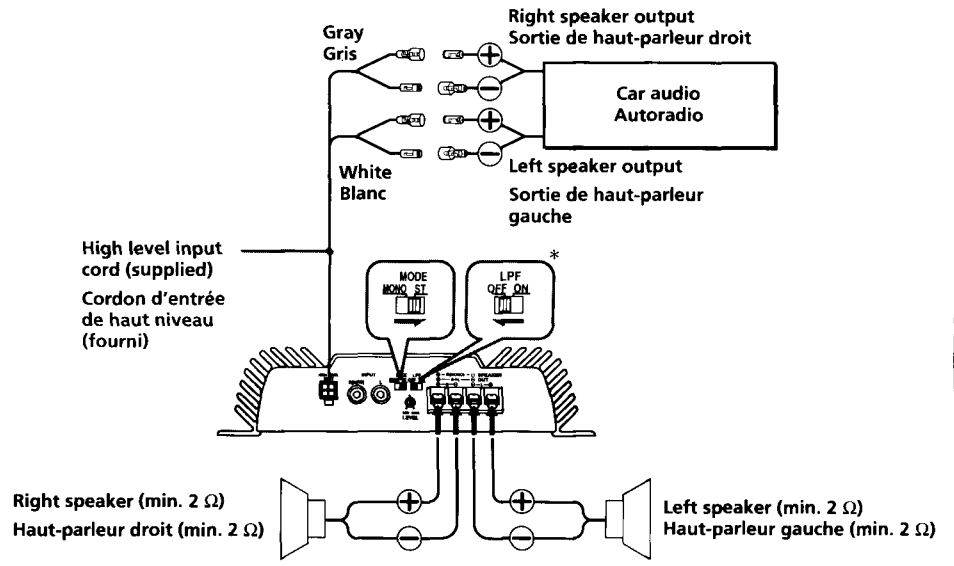 Right speaker output
Sortie de haut-parleur droit
Gray
Gris
Car audio
Autoradio
White
Blanc
Left speaker output
Sortie de haut-parleur
gauche
High level input
cord (supplied)
Cordon d'entrée
de haut niveau
(fourni)
MODE
MONO ST
LPF
OFF ON
*
INPUT
L
LPF
LEVEL
SPEAKER
OUT
Right speaker (min. 2 Ω)
Haut-parleur droit (min. 2 Ω)
Left speaker (min. 2 Ω)
Haut-parleur gauche (min. 2 Ω)